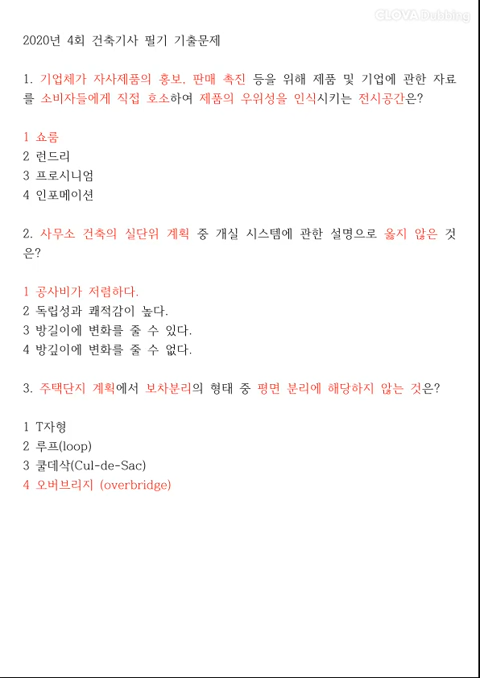 CLOVA Dubbing
2020년 4회 건축기사 필기 기출문제
1. 기업체가 자사제품의 홍보, 판매 촉진 등을 위해 제품 및 기업에 관한 자료
를 소비자들에게 직접 호소하여 제품의 우위성을 인식시키는 전시공간은?
1 쇼룸
2 런드리
3 프로시니엄
4 인포메이션
2. 사무소 건축의 실단위 계획 중 개실 시스템에 관한 설명으로 옳지 않은 것
은?
1 공사비가 저렴하다.
2 독립성과 쾌적감이 높다.
3 방길이에 변화를 줄 수 있다.
4 방깊이에 변화를 줄 수 없다.
3. 주택단지 계획에서 보차분리의 형태 중 평면 분리에 해당하지 않는 것은?
1 T자형
2 루프(loop)
3 쿨데삭(Cul-de-Sac)
4 오버브리지 (overbridge)